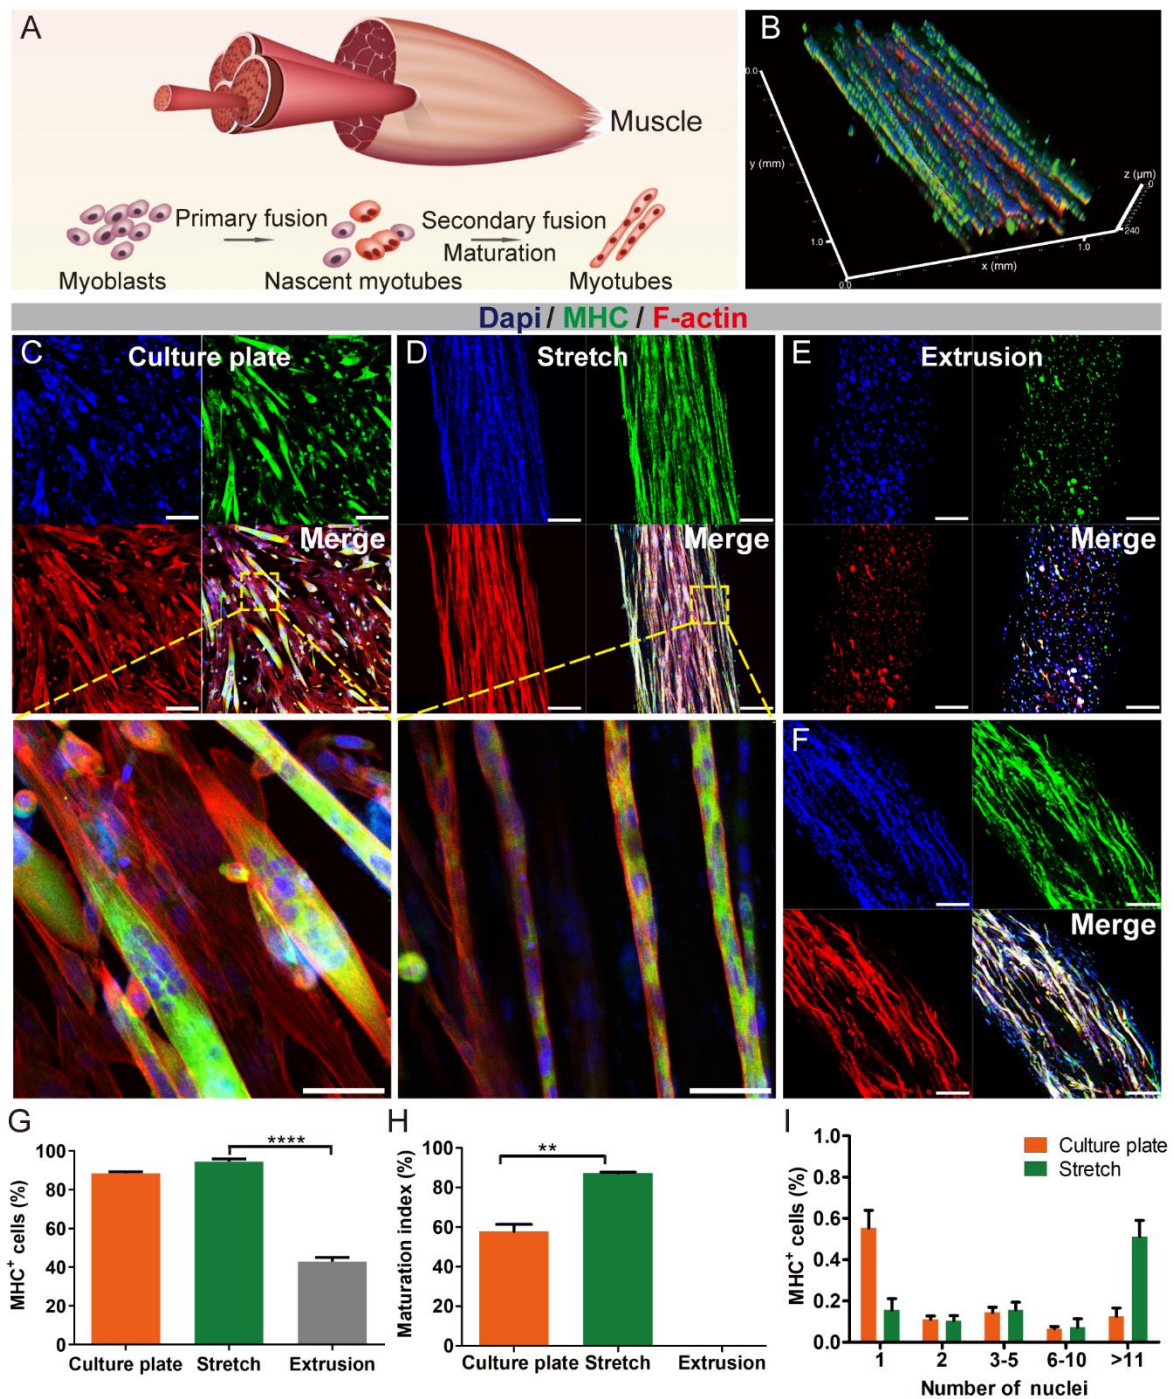 A
Muscle
Primary fusion
Secondary fusion
Maturation
Myoblasts
Nascent myotubes
Myotubes
B
0.0
y (mm)
1.0
0.0
x (mm)
1.0
z (µm)
0
240
Dapi / MHC / F-actin
C
Culture plate
Merge
D
Stretch
Merge
E
Extrusion
Merge
F
Merge
G
MHC+ cells (%)
100
80
60
40
20
0
****
Culture plate Stretch Extrusion
H
Maturation index (%)
100
80
60
40
20
0
**
Culture plate Stretch Extrusion
I
MHC+ cells (%)
1.0
0.8
0.6
0.4
0.2
0.0
Culture plate
Stretch
1 2 3-5 6-10 >11
Number of nuclei